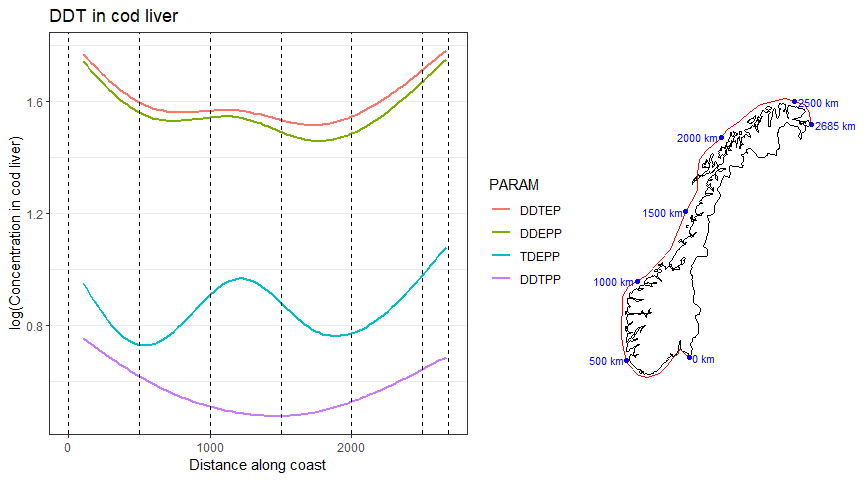 DDT in cod liver
log(Concentration in cod liver)
1.6
1.2
0.8
0
1000
2000
Distance along coast
PARAM
DDTEP
DDEPP
TDEPP
DDTPP
2500 km
2685 km
2000 km
1500 km
1000 km
500 km
0 km